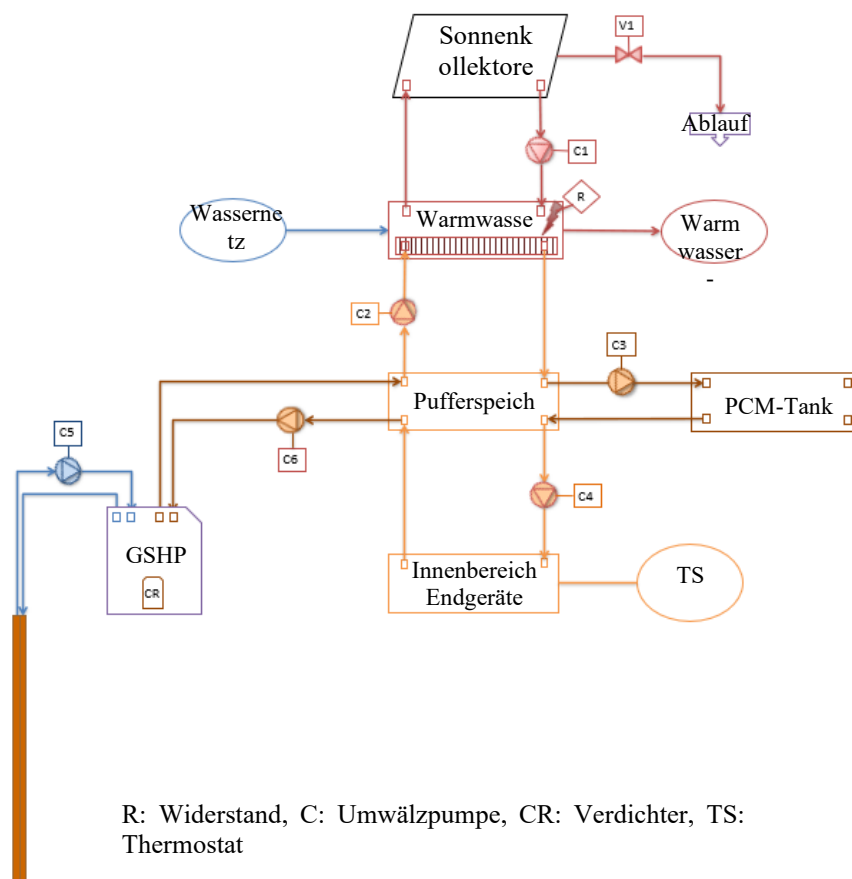 V1
Sonnenk
ollektore
Ablauf
C1
R
Wasserne
tz
Warmwasse
Warm
wasser
-
C2
C3
Pufferspeich
PCM-Tank
C5
C6
C4
GSHP
CR
Innenbereich
Endgeräte
TS
R: Widerstand, C: Umwälzpumpe, CR: Verdichter, TS:
Thermostat